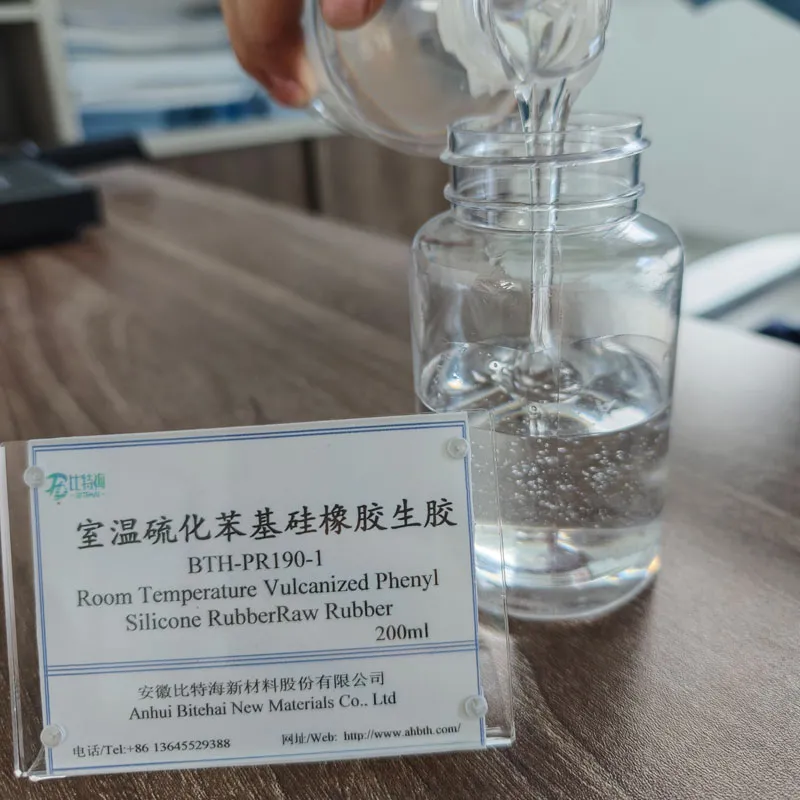 比特海
室温硫化苯基硅橡胶生胶
BTH-PR190-1
Room Temperature Vulcanized Phenyl
Silicone RubberRaw Rubber
200ml
安徽比特海新材料股份有限公司
Anhui Bitehai New Materials Co.. Ltd
电话/Tel:+86 13645529388 网址/Web: http://www.ahbth.com/